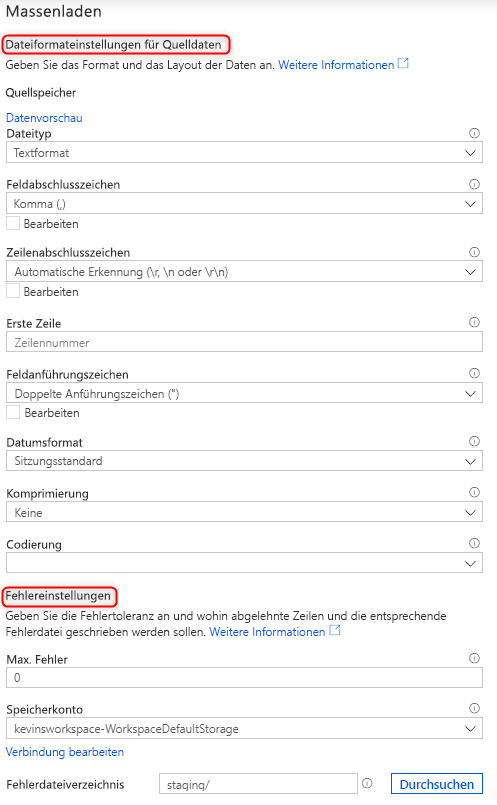 Massenladen
Dateiformateinstellungen für Quelldaten
Geben Sie das Format und das Layout der Daten an. Weitere Informationen
Quellspeicher
Datenvorschau
Dateityp
Textformat
Feldabschlusszeichen
Komma (,)
Bearbeiten
Zeilenabschlusszeichen
Automatische Erkennung (\r, \n oder \r\n)
Bearbeiten
Erste Zeile
Zeilennummer
Feldanführungszeichen
Doppelte Anführungszeichen (")
Bearbeiten
Datumsformat
Sitzungsstandard
Komprimierung
Keine
Codierung
Fehlereinstellungen
Geben Sie die Fehlertoleranz an und wohin abgelehnte Zeilen und die entsprechende
Fehlerdatei geschrieben werden sollen. Weitere Informationen
Max. Fehler
0
Speicherkonto
kevinsworkspace-WorkspaceDefaultStorage
Verbindung bearbeiten
Fehlerdateiverzeichnis staging/ Durchsuchen